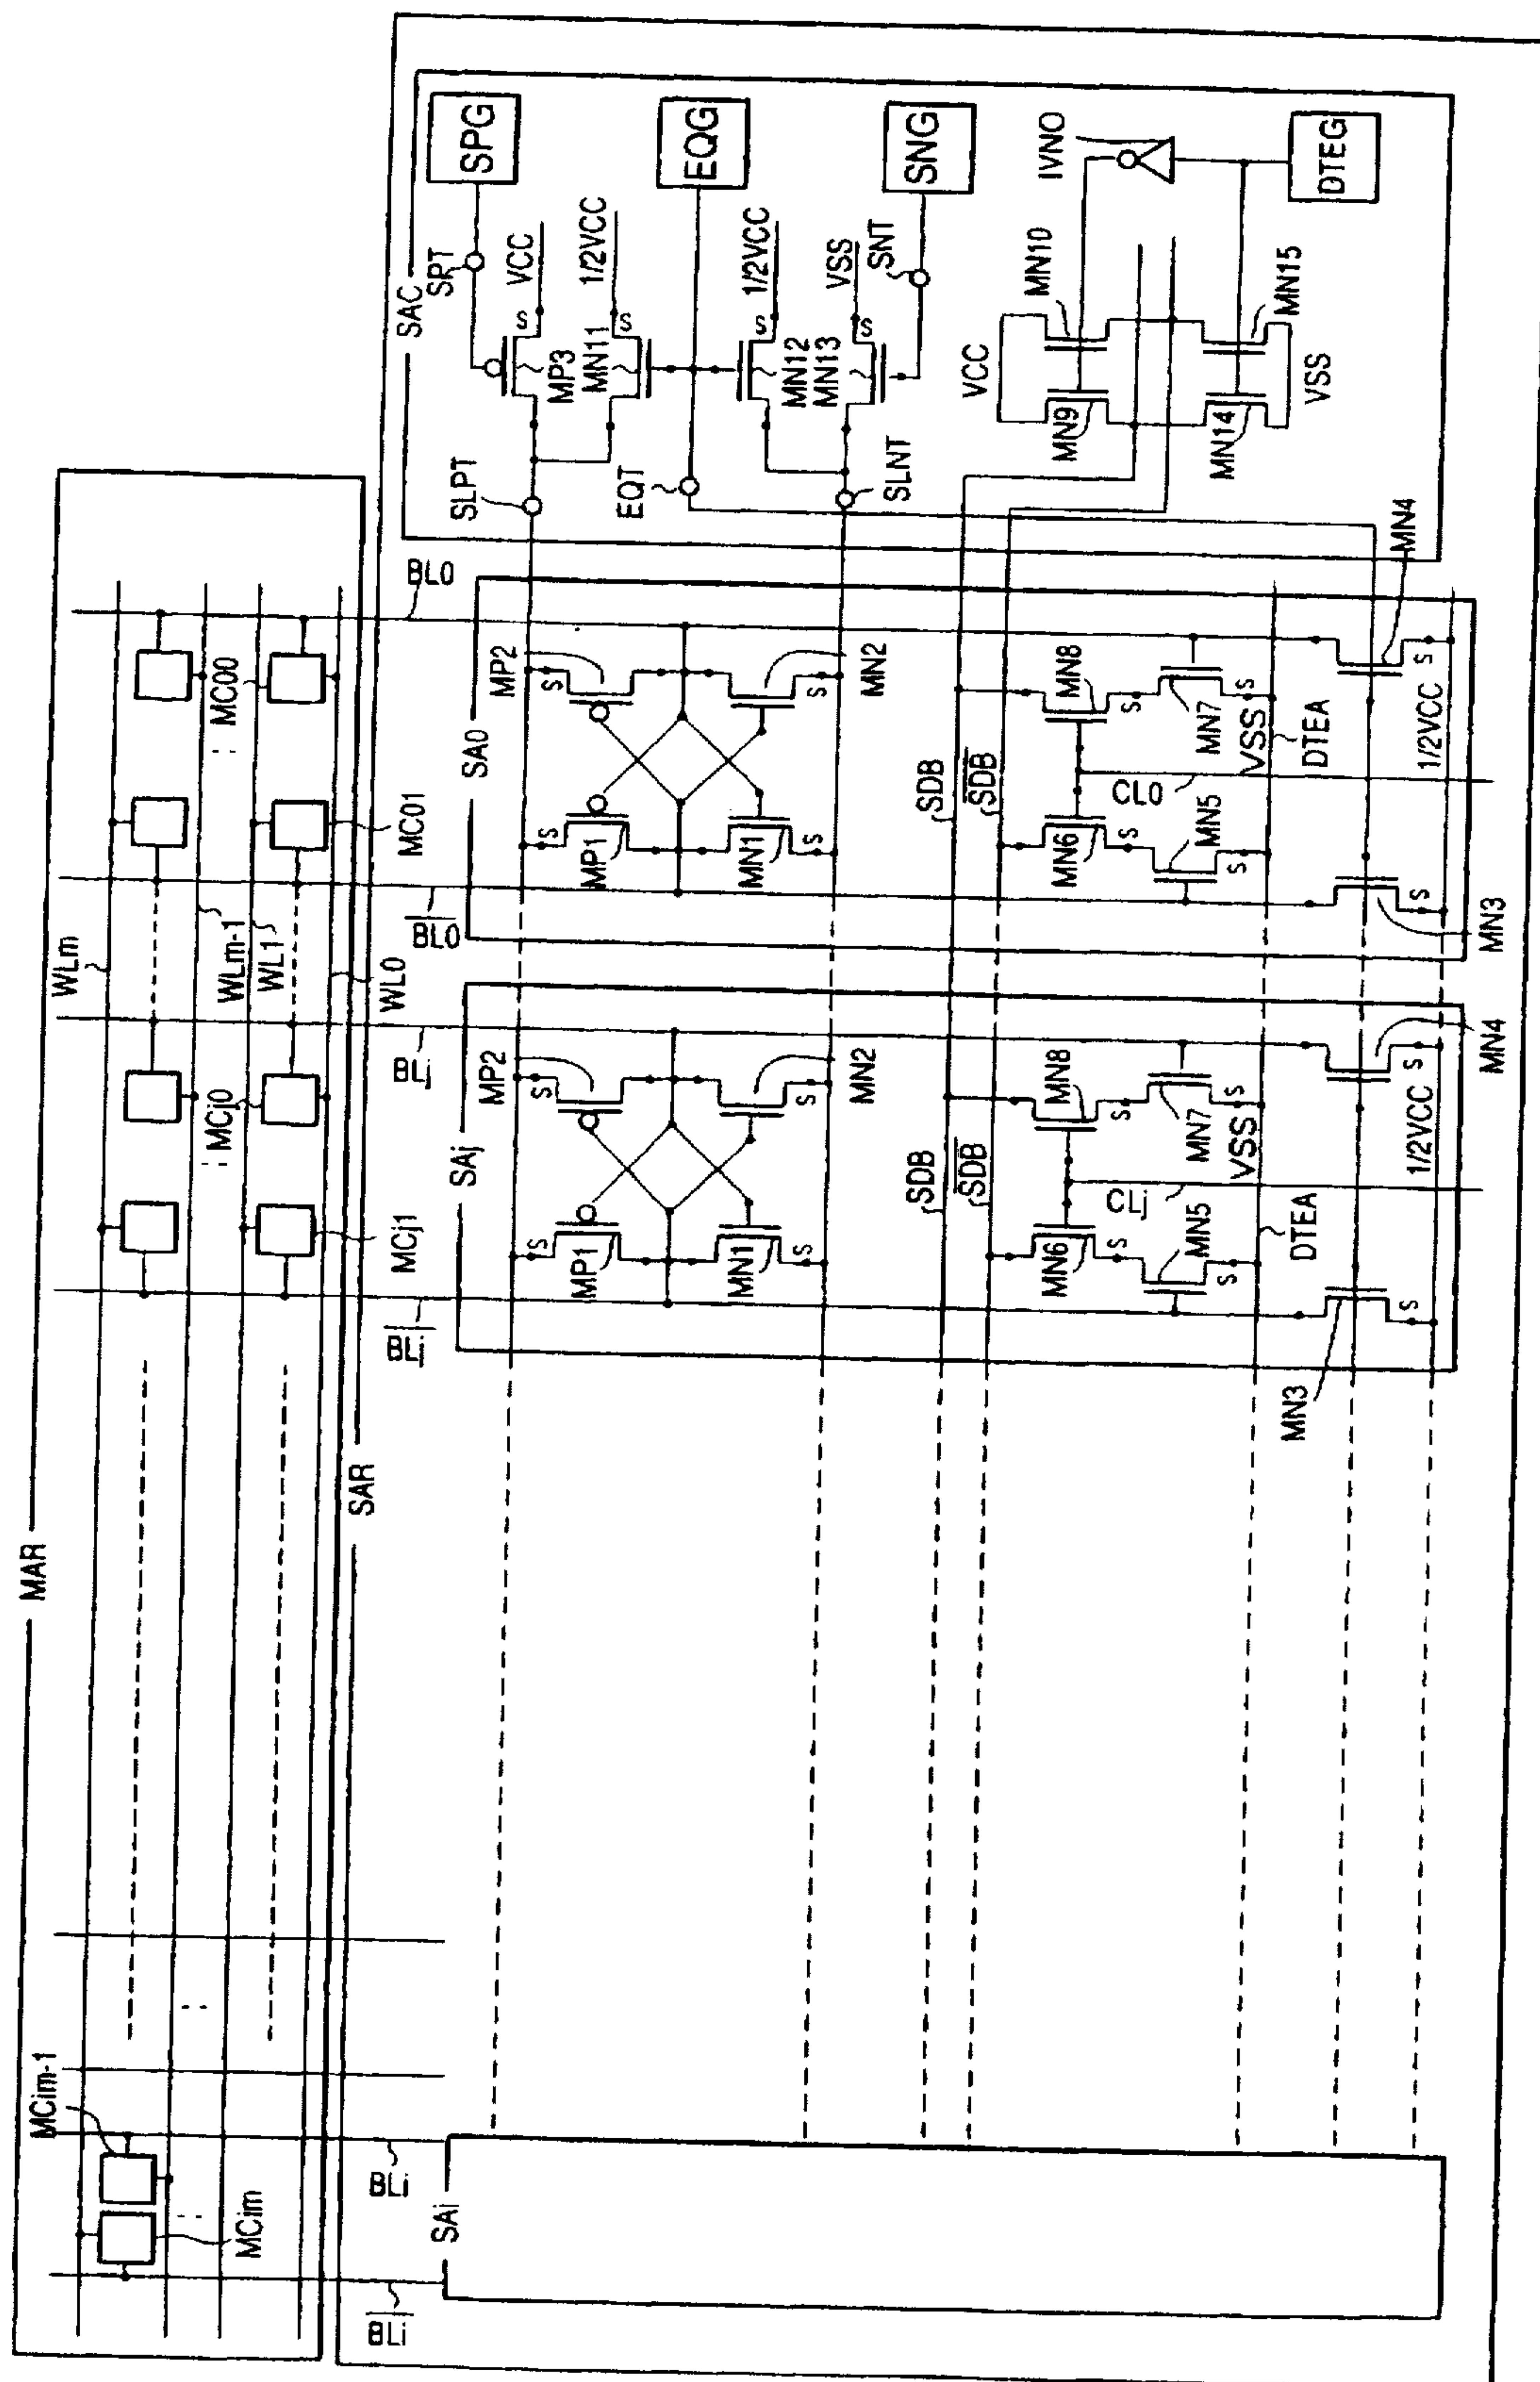 MAR
WLm
WLm-1
WL1
WL0
MCim-1
MCim
MCj0
MCj1
MC00
MC01
SAR
BLi
BLi
BLj
BLj
BL0
BL0
SAi
SAj
MP1
MP2
S
S
MN1
MN2
S
S
SDB
SDB
MN6
MN8
S
S
CLj
MN5
MN7
S
S
VSS
DTEA
MN3
MN4
S
S
1/2VCC
SA0
MP1
MP2
S
S
MN1
MN2
S
S
SDB
SDB
MN6
MN8
S
S
CL0
MN5
MN7
S
S
VSS
DTEA
MN3
MN4
S
S
1/2VCC
SAC
SLPT
SPT
SPG
VCC
S
MP3
1/2VCC
S
MN11
EQT
EQG
1/2VCC
S
MN12
VSS
S
MN13
SLNT
SNT
SNG
VCC
MN9
MN10
IVN0
MN14
MN15
VSS
DTEG